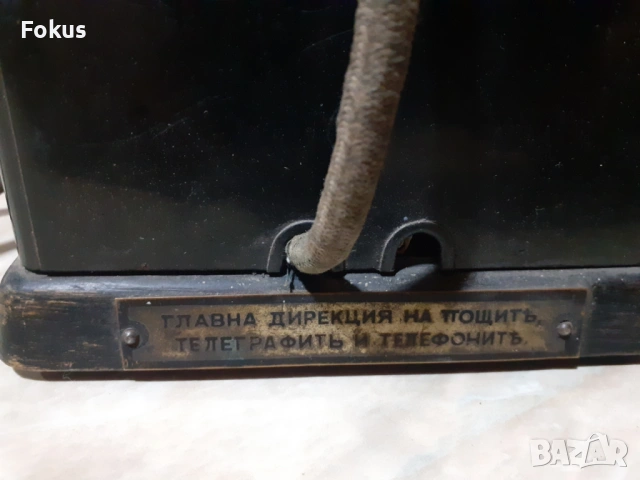 Fokus
ГЛАВНА ДИРЕКЦИЯ НА ПОЩИТѢ,
ТЕЛЕГРАФИТѢ И ТЕЛЕФОНИТѢ
BAZAR